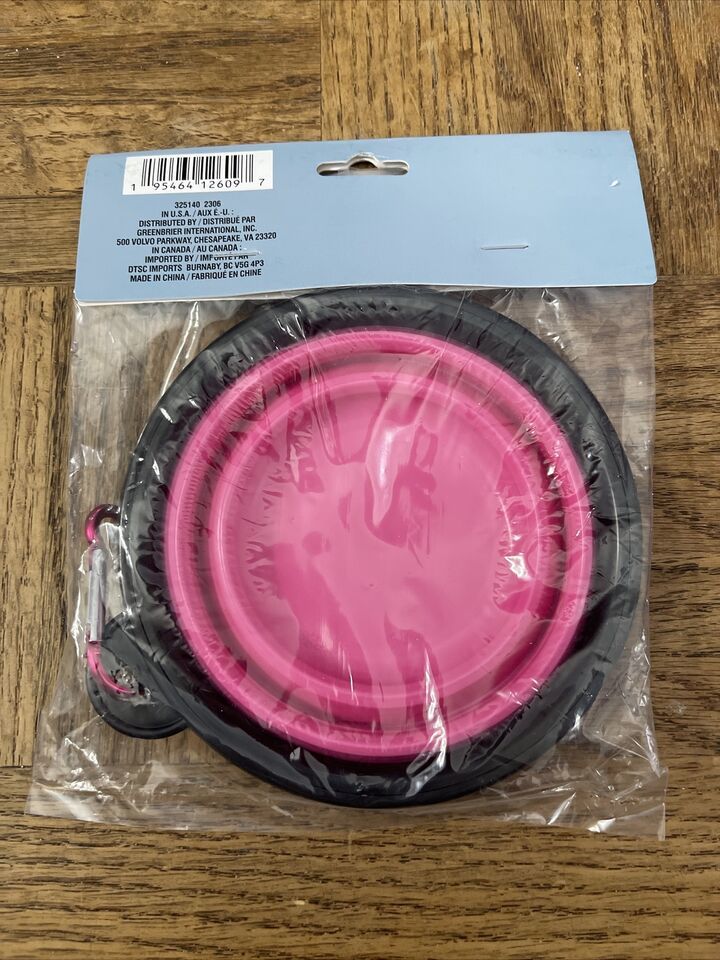 1 95464 12609 7
325140 2306
IN U.S.A. / AUX É.-U. :
DISTRIBUTED BY / DISTRIBUÉ PAR
GREENBRIER INTERNATIONAL, INC.
500 VOLVO PARKWAY, CHESAPEAKE, VA 23320
IN CANADA / AU CANADA :
IMPORTED BY / IMPORTÉ PAR
DTSC IMPORTS BURNABY, BC V5G 4P3
MADE IN CHINA / FABRIQUÉ EN CHINE